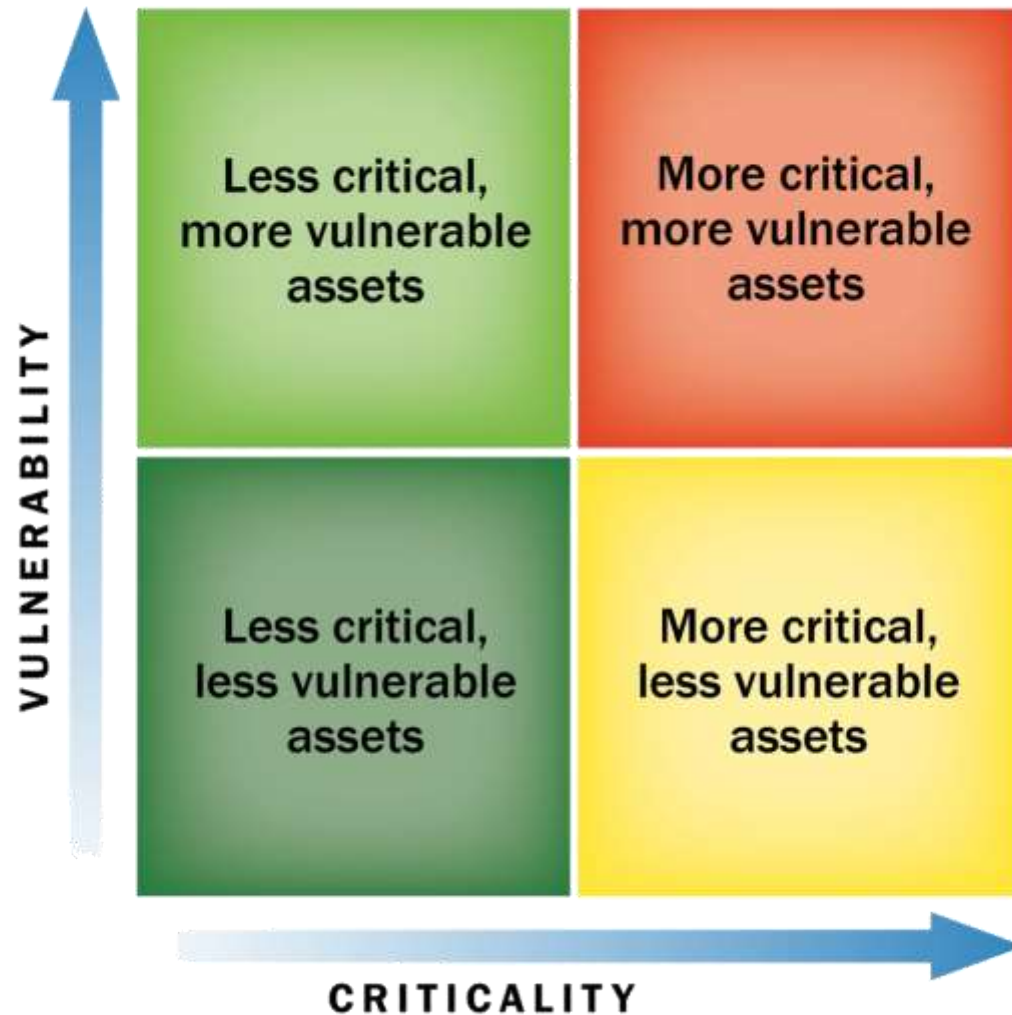 VULNERABILITY
Less critical,
more vulnerable
assets
More critical,
more vulnerable
assets
Less critical,
less vulnerable
assets
More critical,
less vulnerable
assets
CRITICALITY